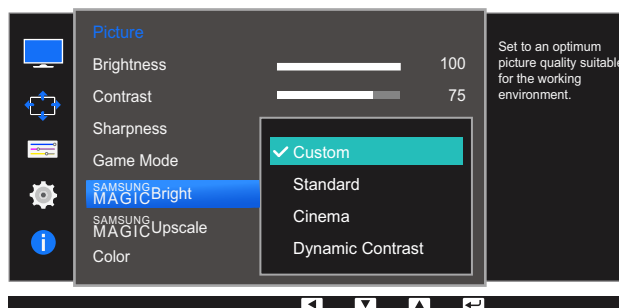 Picture
Brightness 100
Contrast 75
Sharpness
Game Mode
SAMSUNG
MAGICBright
SAMSUNG
MAGICUpscale
Color
Custom
Standard
Cinema
Dynamic Contrast
Set to an optimum
picture quality suitable
for the working
environment.